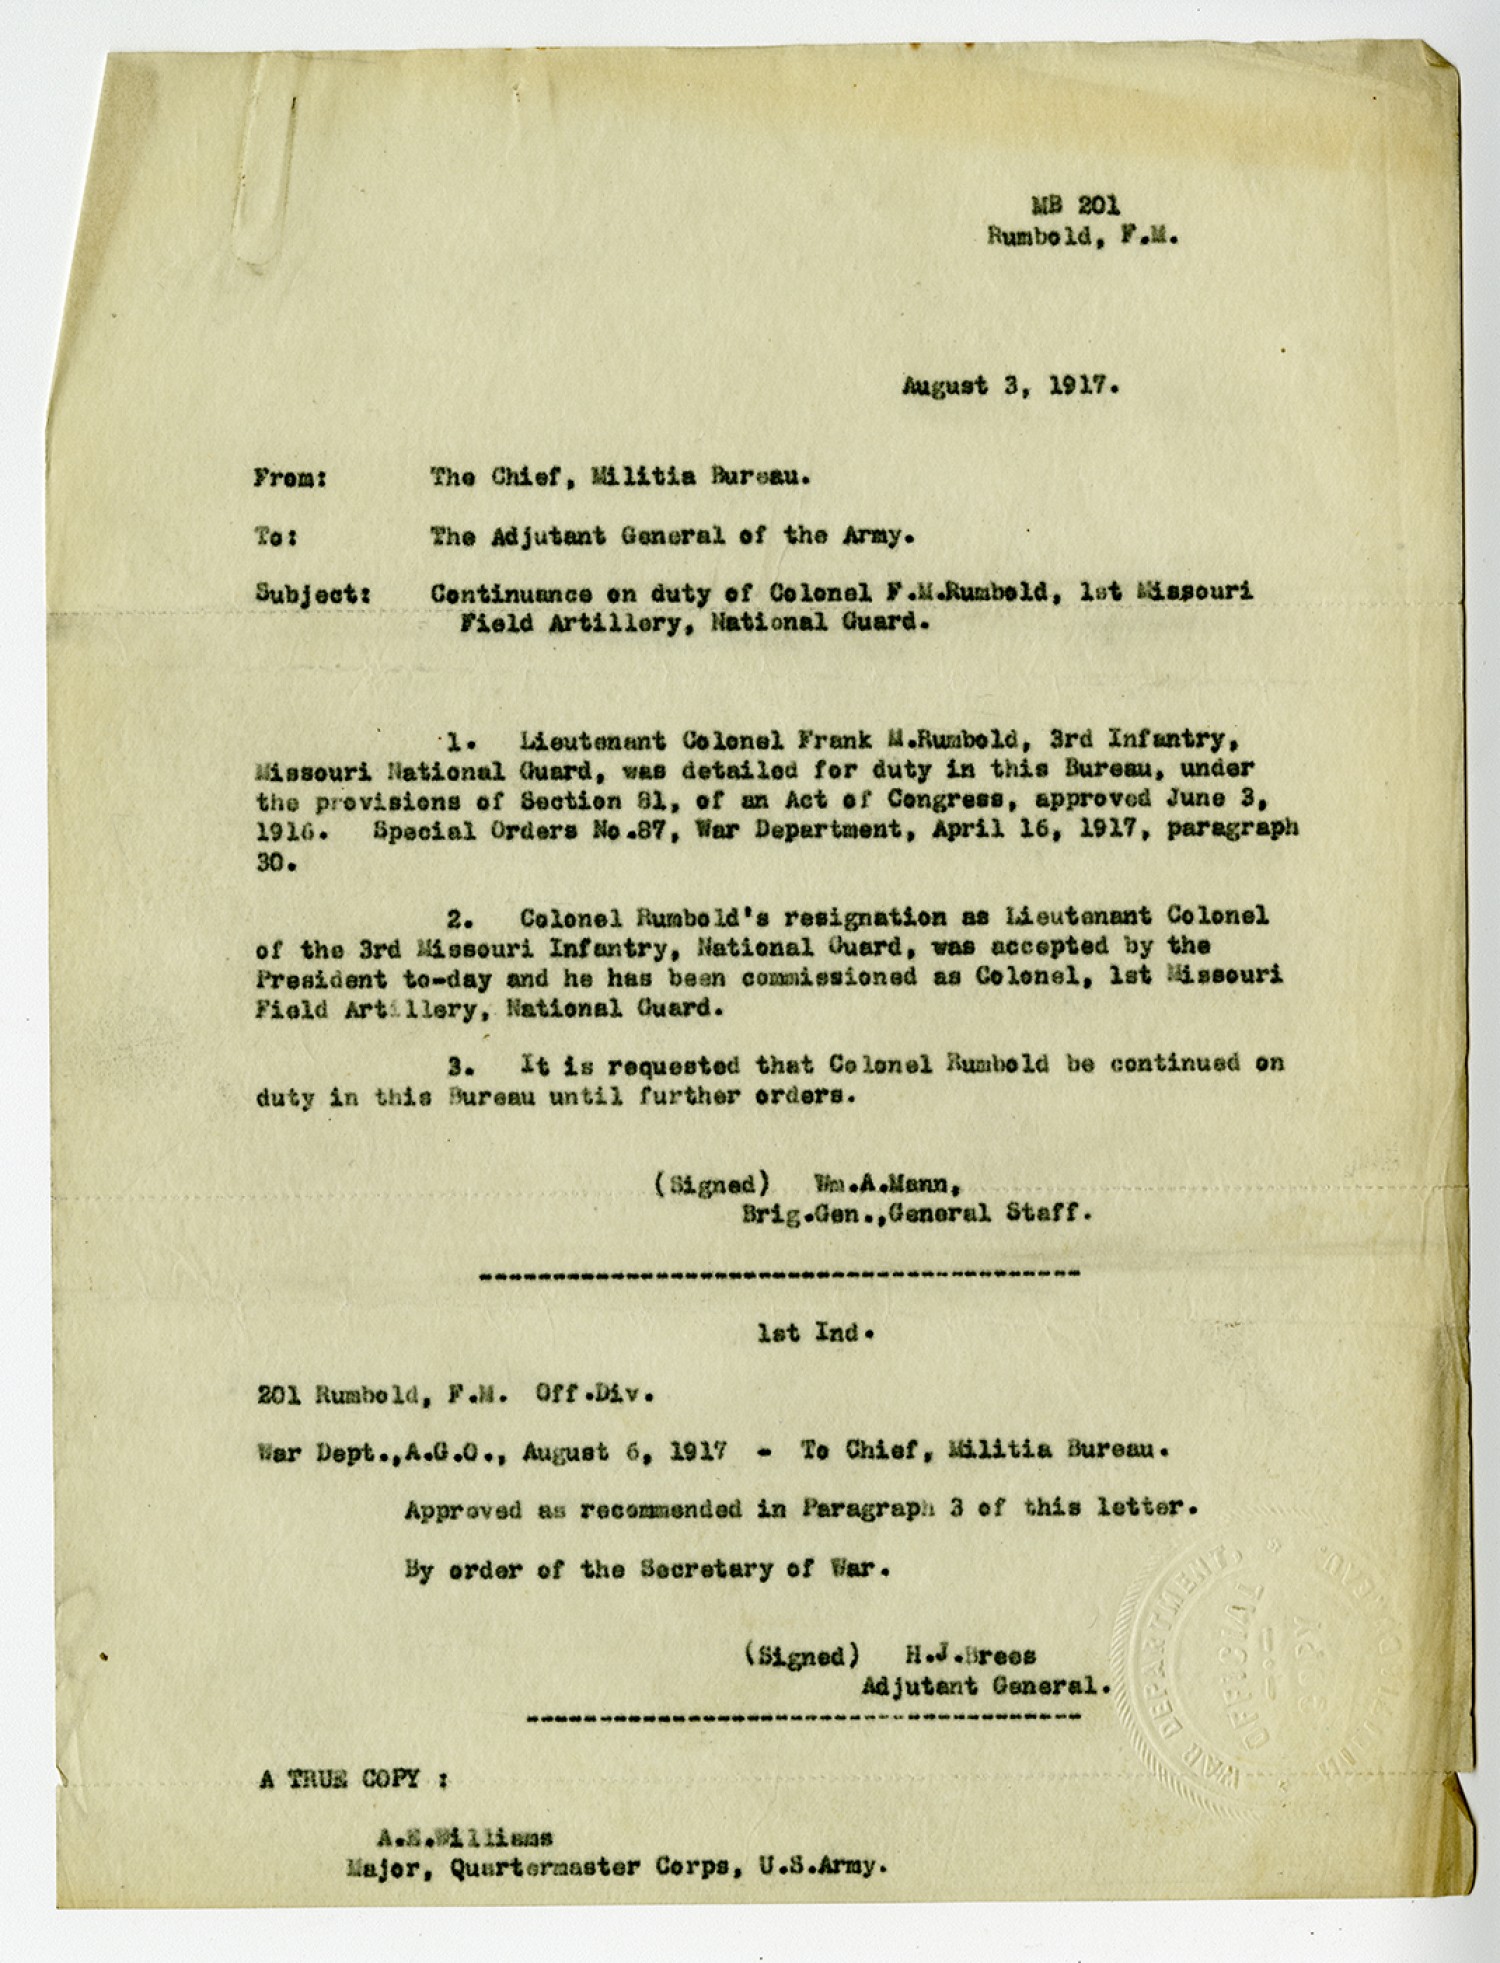 MB 201
Rumbold, F.M.
August 3, 1917.
From: The Chief, Militia Bureau.
To: The Adjutant General of the Army.
Subject: Continuance on duty of Colonel F.M.Rumbold, 1st Missouri
Field Artillery, National Guard.
1. Lieutenant Colonel Frank M.Rumbold, 3rd Infantry,
Missouri National Guard, was detailed for duty in this Bureau, under
the provisions of Section 81, of an Act of Congress, approved June 3,
1916. Special Orders No.87, War Department, April 16, 1917, paragraph
30.
2. Colonel Rumbold's resignation as Lieutenant Colonel
of the 3rd Missouri Infantry, National Guard, was accepted by the
President to-day and he has been commissioned as Colonel, 1st Missouri
Field Artillery, National Guard.
3. It is requested that Colonel Rumbold be continued on
duty in this Bureau until further orders.
(Signed) Wm.A.Mann,
Brig.Gen.,General Staff.
1st Ind.
201 Rumbold, F.M. Off.Div.
War Dept.,A.G.O., August 6, 1917 - To Chief, Militia Bureau.
Approved as recommended in Paragraph 3 of this letter.
By order of the Secretary of War.
(Signed) H.J.Brees
Adjutant General.
A TRUE COPY :
A.E.Williams
Major, Quartermaster Corps, U.S.Army.
WAR DEPARTMENT,
OFFICIAL